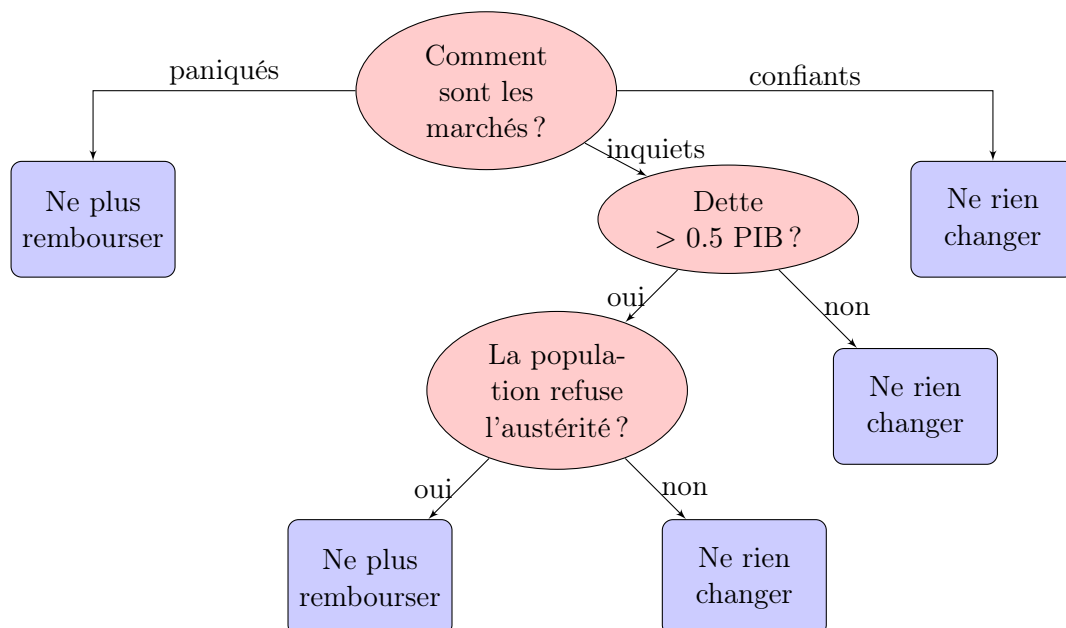 Comment
sont les
marchés ?
paniqués
confiants
inquiets
Ne plus
rembourser
Dette
> 0.5 PIB ?
Ne rien
changer
oui
non
La popula-
tion refuse
l'austérité ?
Ne rien
changer
oui
non
Ne plus
rembourser
Ne rien
changer